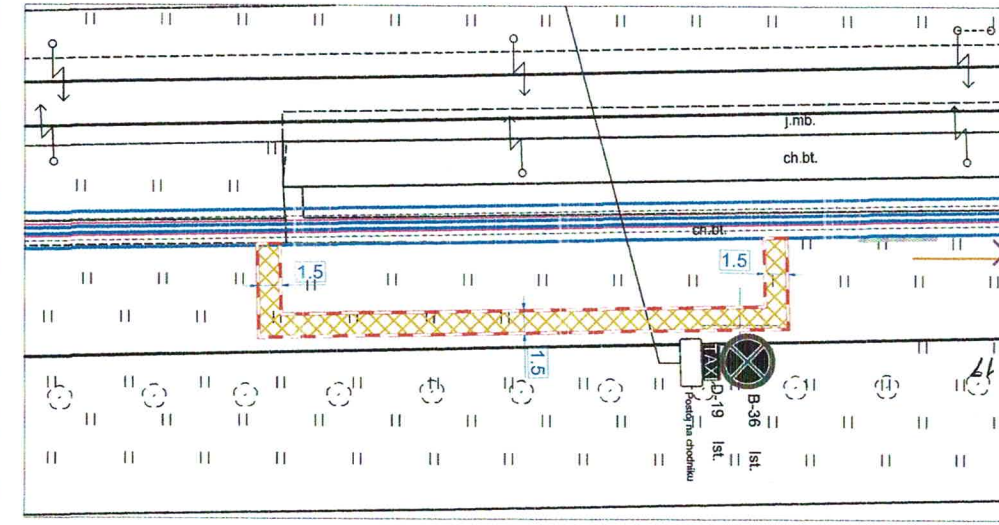 j.mb.
ch.bt.
ch.bt.
1.5
1.5
1.5
TAXI
D-19 Ist.
B-36 Ist.
Postój na chodniku
19